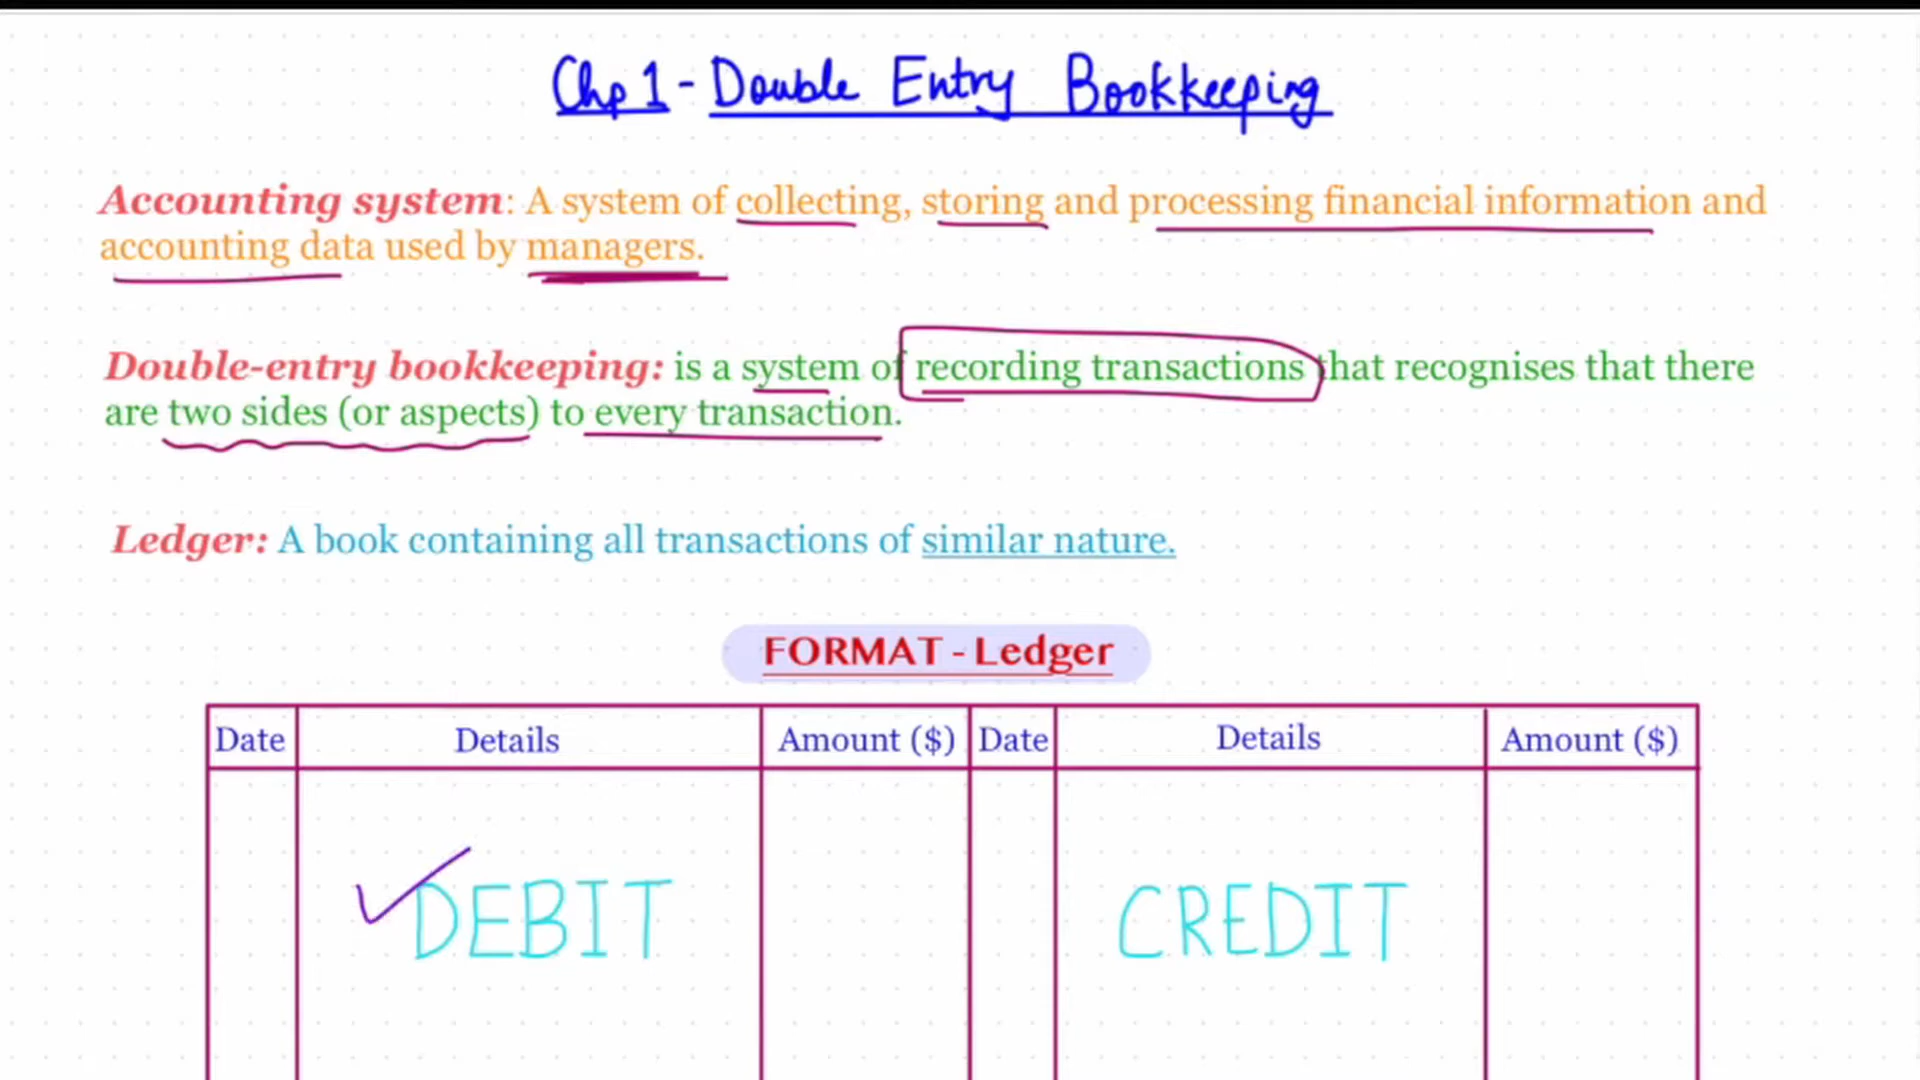 Chp 1 - Double Entry Bookkeeping
Accounting system: A system of collecting, storing and processing financial information and
accounting data used by managers.
Double-entry bookkeeping: is a system of recording transactions that recognises that there
are two sides (or aspects) to every transaction.
Ledger: A book containing all transactions of similar nature.
FORMAT - Ledger
Date Details Amount ($) Date Details Amount ($)
DEBIT CREDIT